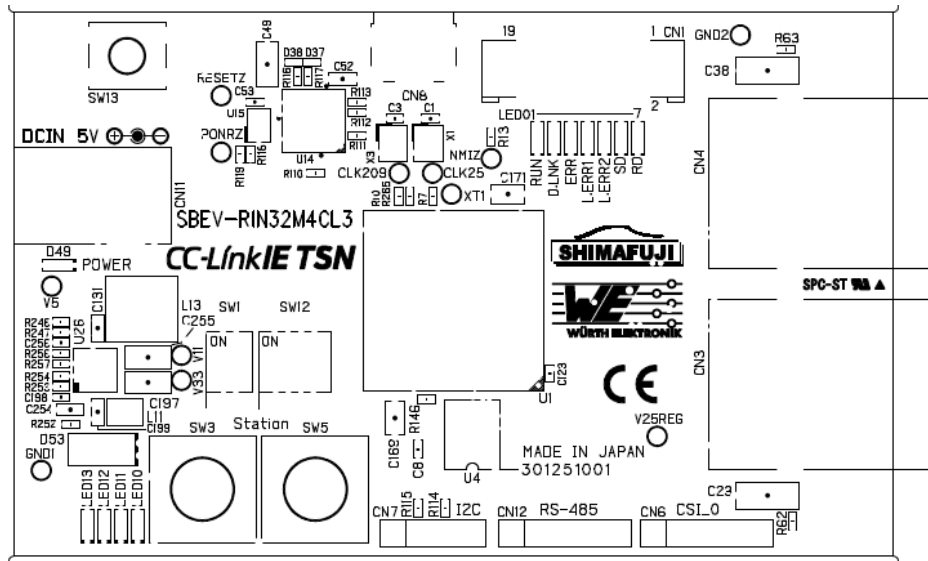 C49
D38 D37
19
1 CN1
GND2
R63
R116
R117
C52
C38
RESETZ
SW13
C53
R113
CN8
2
U15
R112
C3
C1
LED01
7
DCIN 5V
PONRZ
R116
R111
X3
X1
R13
NMIZ
CN4
U14
R119
R110
CLK209
CLK25
RUN
D-LNK
ERR
L.ERR1
L.ERR2
SD
RD
CN11
R10
R265
R7
XT1
C171
SBEV-RIN32M4CL3
CC-LinkIE TSN
SHIMAFUJI
D49
POWER
SPC-ST
V5
C131
L13
SW1
SW12
WE
C255
WÜRTH ELEKTRONIK
R247
U26
ON
ON
V11
CN3
R257
R254
V33
C123
R253
C198
U1
C197
C254
L11
R252
C199
Station
R146
V25REG
D53
SW3
SW5
C169
C8
MADE IN JAPAN
GND1
301251001
U4
LED13
LED12
LED11
LED10
C23
R115
R114
CN7
I2C
CN12
RS-485
CN6
CSI_0
R62